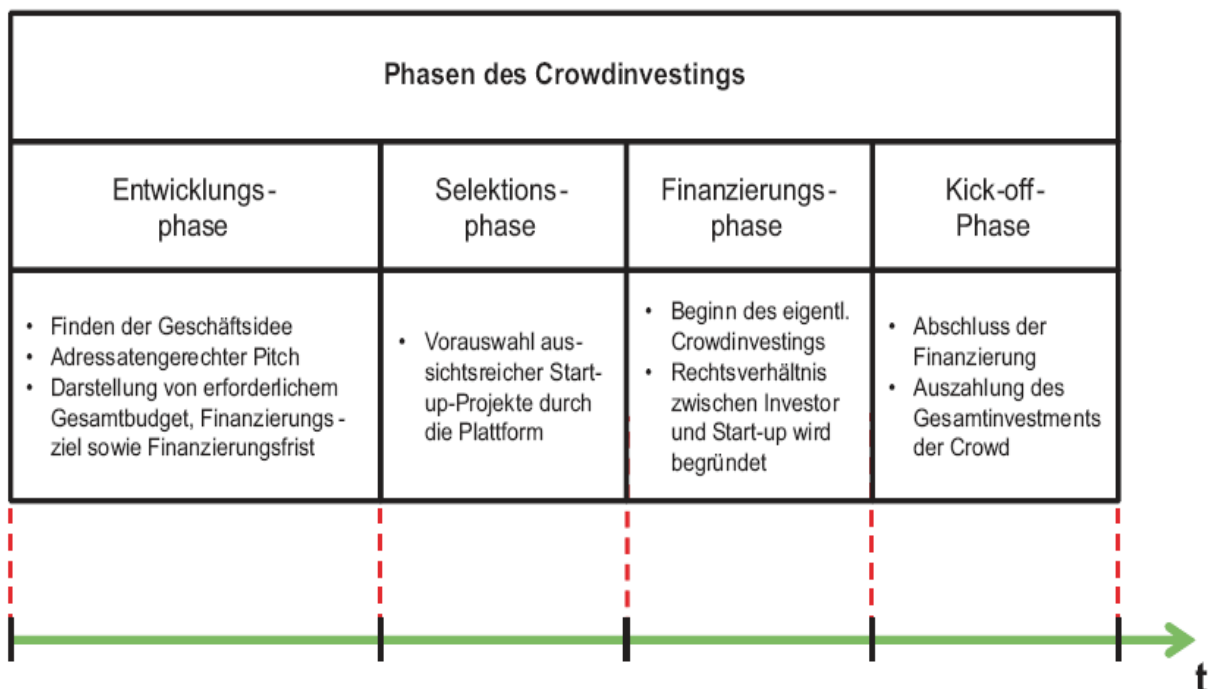 Phasen des Crowdinvestings
Entwicklungs-
phase
Selektions-
phase
Finanzierungs-
phase
Kick-off-
Phase
• Finden der Geschäftsidee
• Adressatengerechter Pitch
• Darstellung von erforderlichem
Gesamtbudget, Finanzierungs-
ziel sowie Finanzierungsfrist
• Vorauswahl aus-
sichtsreicher Start-
up-Projekte durch
die Plattform
• Beginn des eigentl.
Crowdinvestings
• Rechtsverhältnis
zwischen Investor
und Start-up wird
begründet
• Abschluss der
Finanzierung
• Auszahlung des
Gesamtinvestments
der Crowd
t